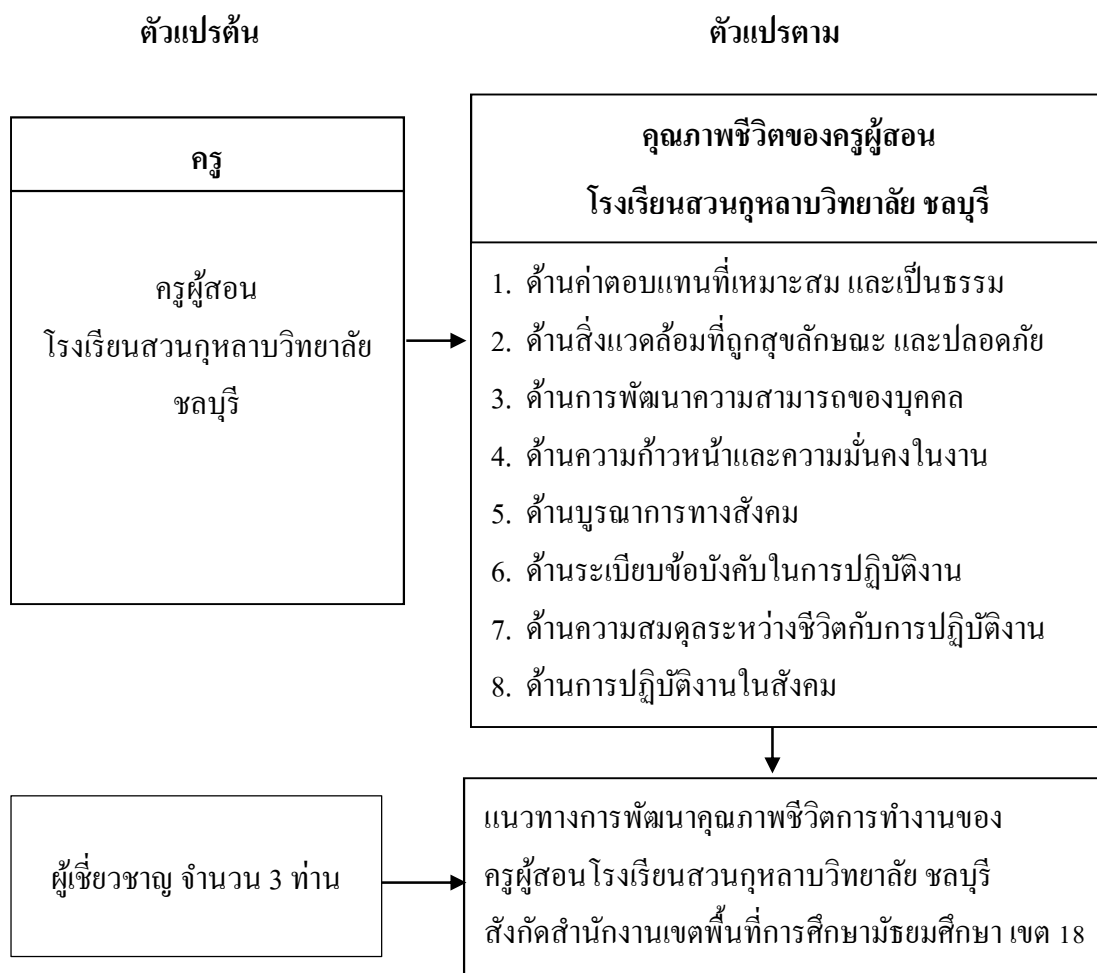 ตัวแปรต้น
ตัวแปรตาม
ครู
ครูผู้สอน
โรงเรียนสวนกุหลาบวิทยาลัย
ชลบุรี
คุณภาพชีวิตของครูผู้สอน
โรงเรียนสวนกุหลาบวิทยาลัย ชลบุรี
1. ด้านค่าตอบแทนที่เหมาะสม และเป็นธรรม
2. ด้านสิ่งแวดล้อมที่ถูกสุขลักษณะ และปลอดภัย
3. ด้านการพัฒนาความสามารถของบุคคล
4. ด้านความก้าวหน้าและความมั่นคงในงาน
5. ด้านบูรณาการทางสังคม
6. ด้านระเบียบข้อบังคับในการปฏิบัติงาน
7. ด้านความสมดุลระหว่างชีวิตกับการปฏิบัติงาน
8. ด้านการปฏิบัติงานในสังคม
ผู้เชี่ยวชาญ จำนวน 3 ท่าน
แนวทางการพัฒนาคุณภาพชีวิตการทำงานของ
ครูผู้สอนโรงเรียนสวนกุหลาบวิทยาลัย ชลบุรี
สังกัดสำนักงานเขตพื้นที่การศึกษามัธยมศึกษา เขต 18